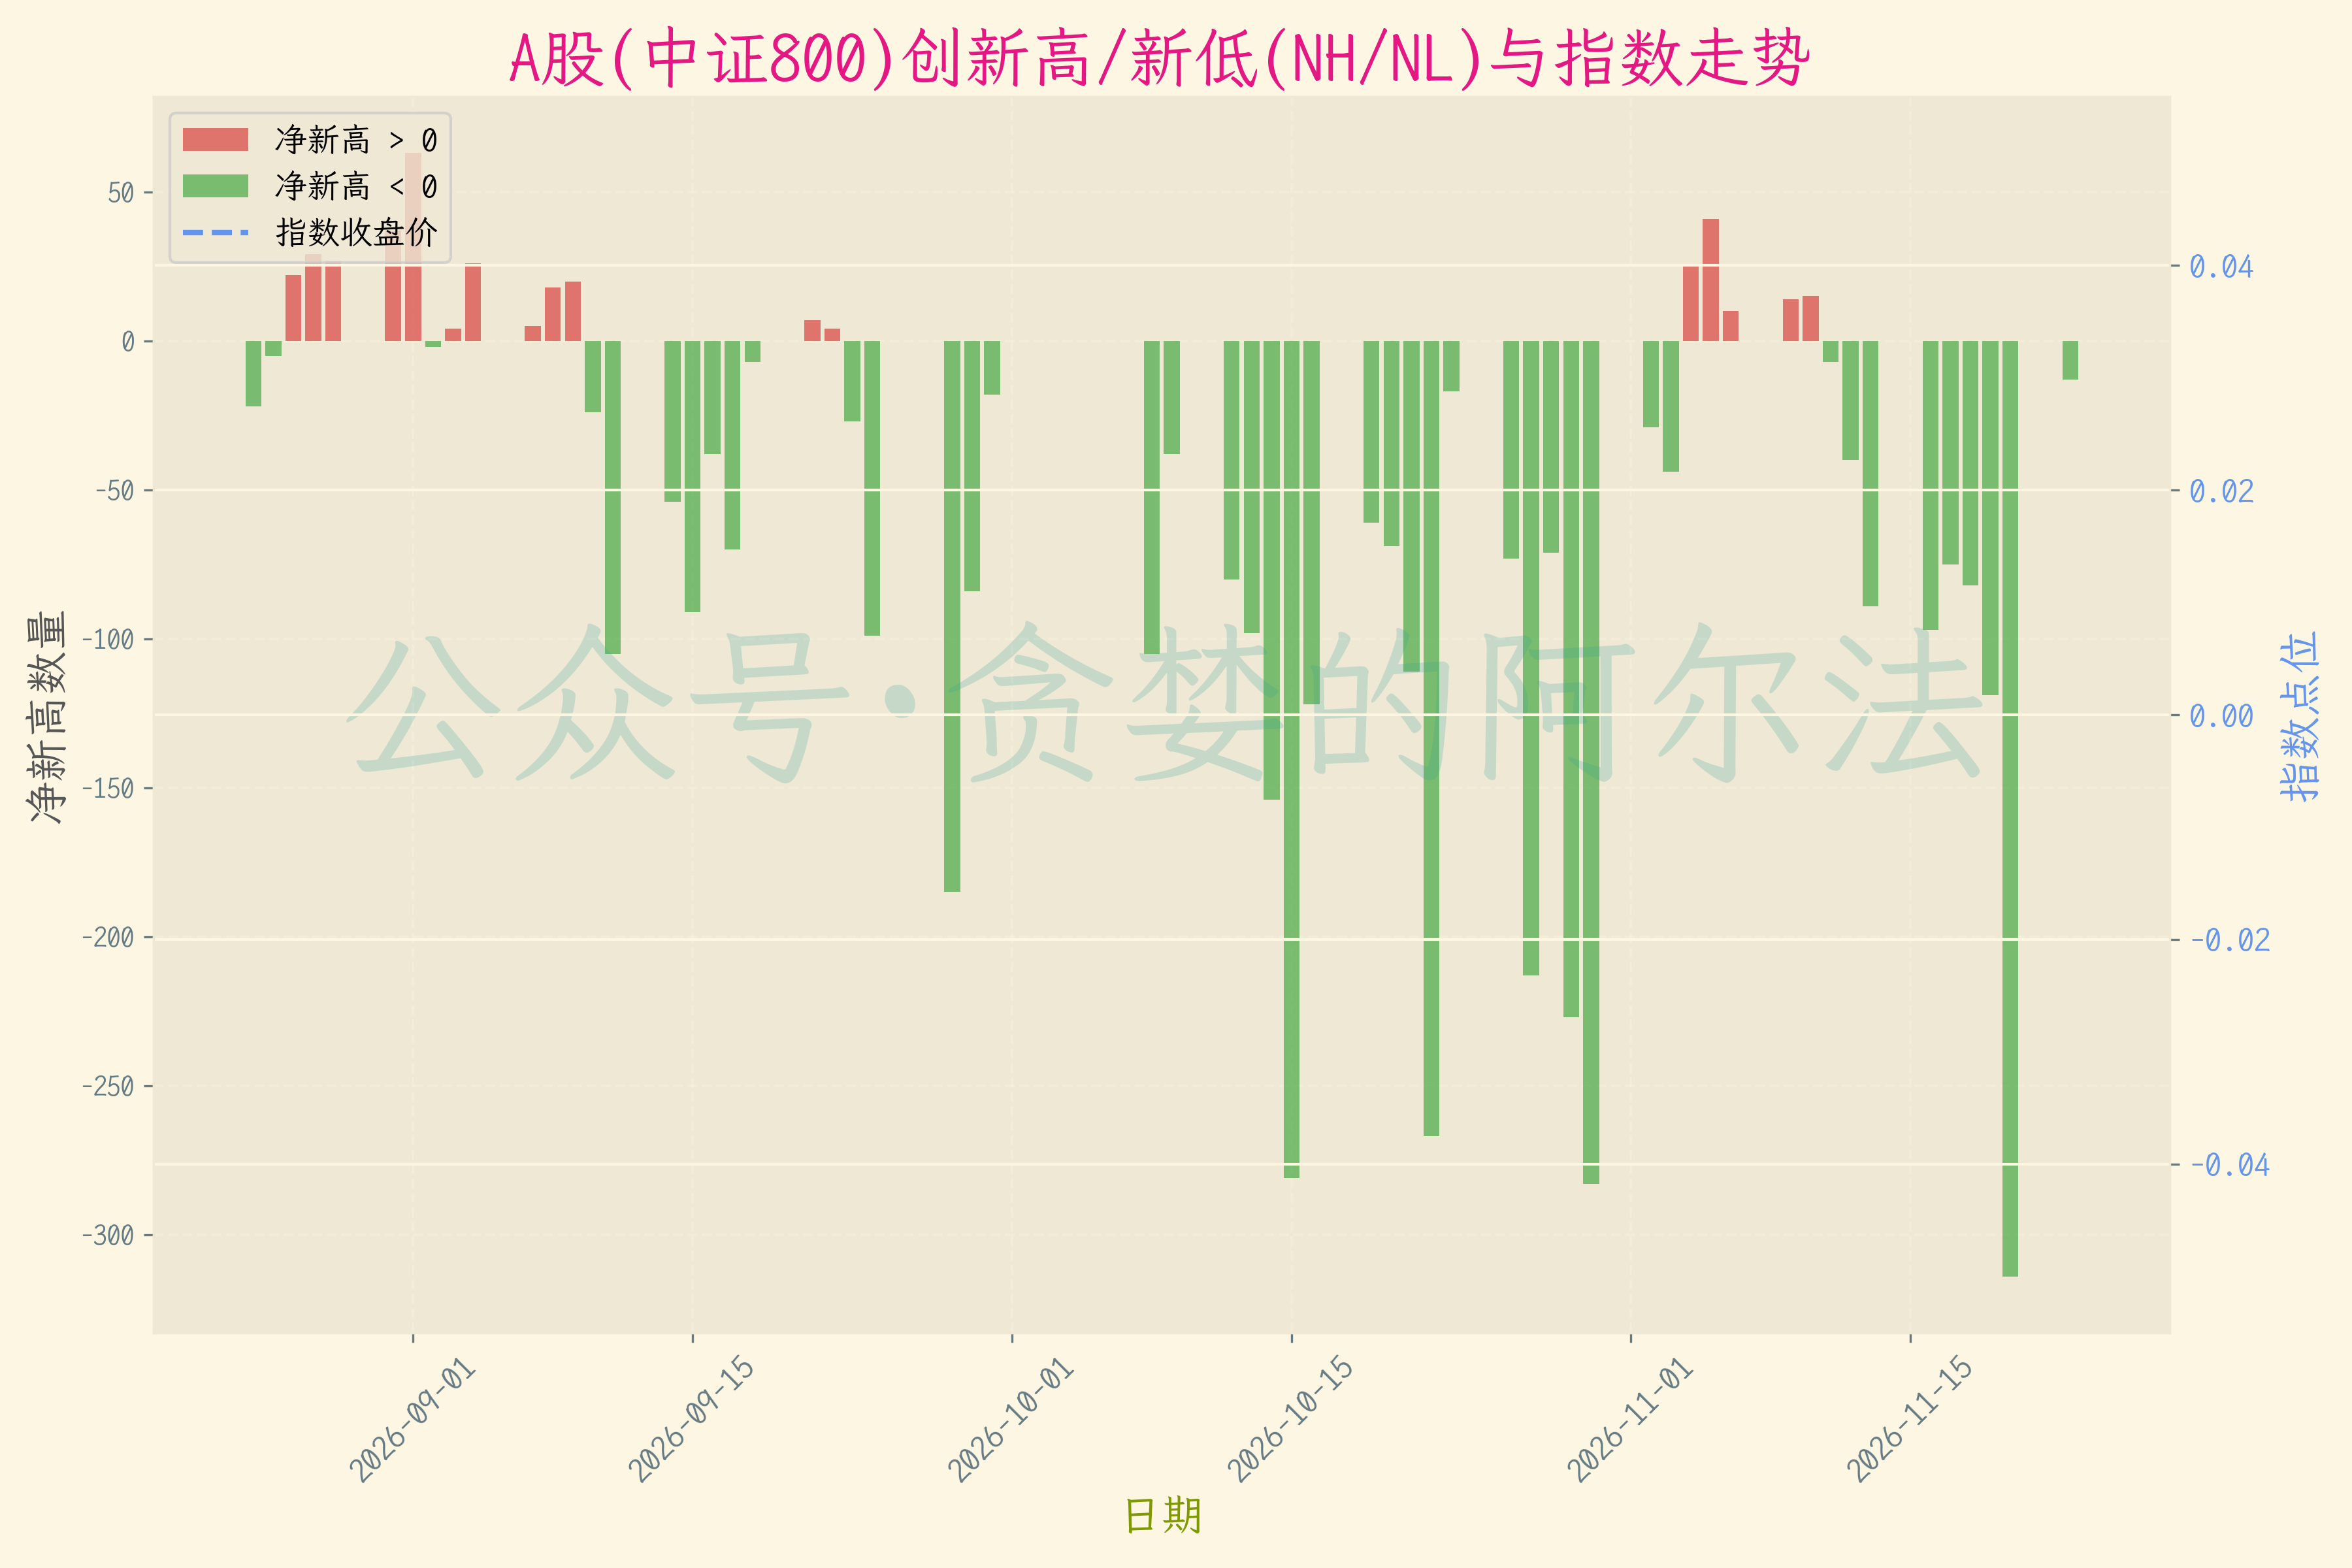 A股(中证800)创新高/新低(NH/NL)与指数走势
净新高 > 0
净新高 < 0
指数收盘价
净新高数量
50
0
-50
-100
-150
-200
-250
-300
0.04
0.02
0.00
-0.02
-0.04
指数点位
公众号·贪婪的阿尔法
2026-09-01
2026-09-15
2026-10-01
2026-10-15
2026-11-01
2026-11-15
日期